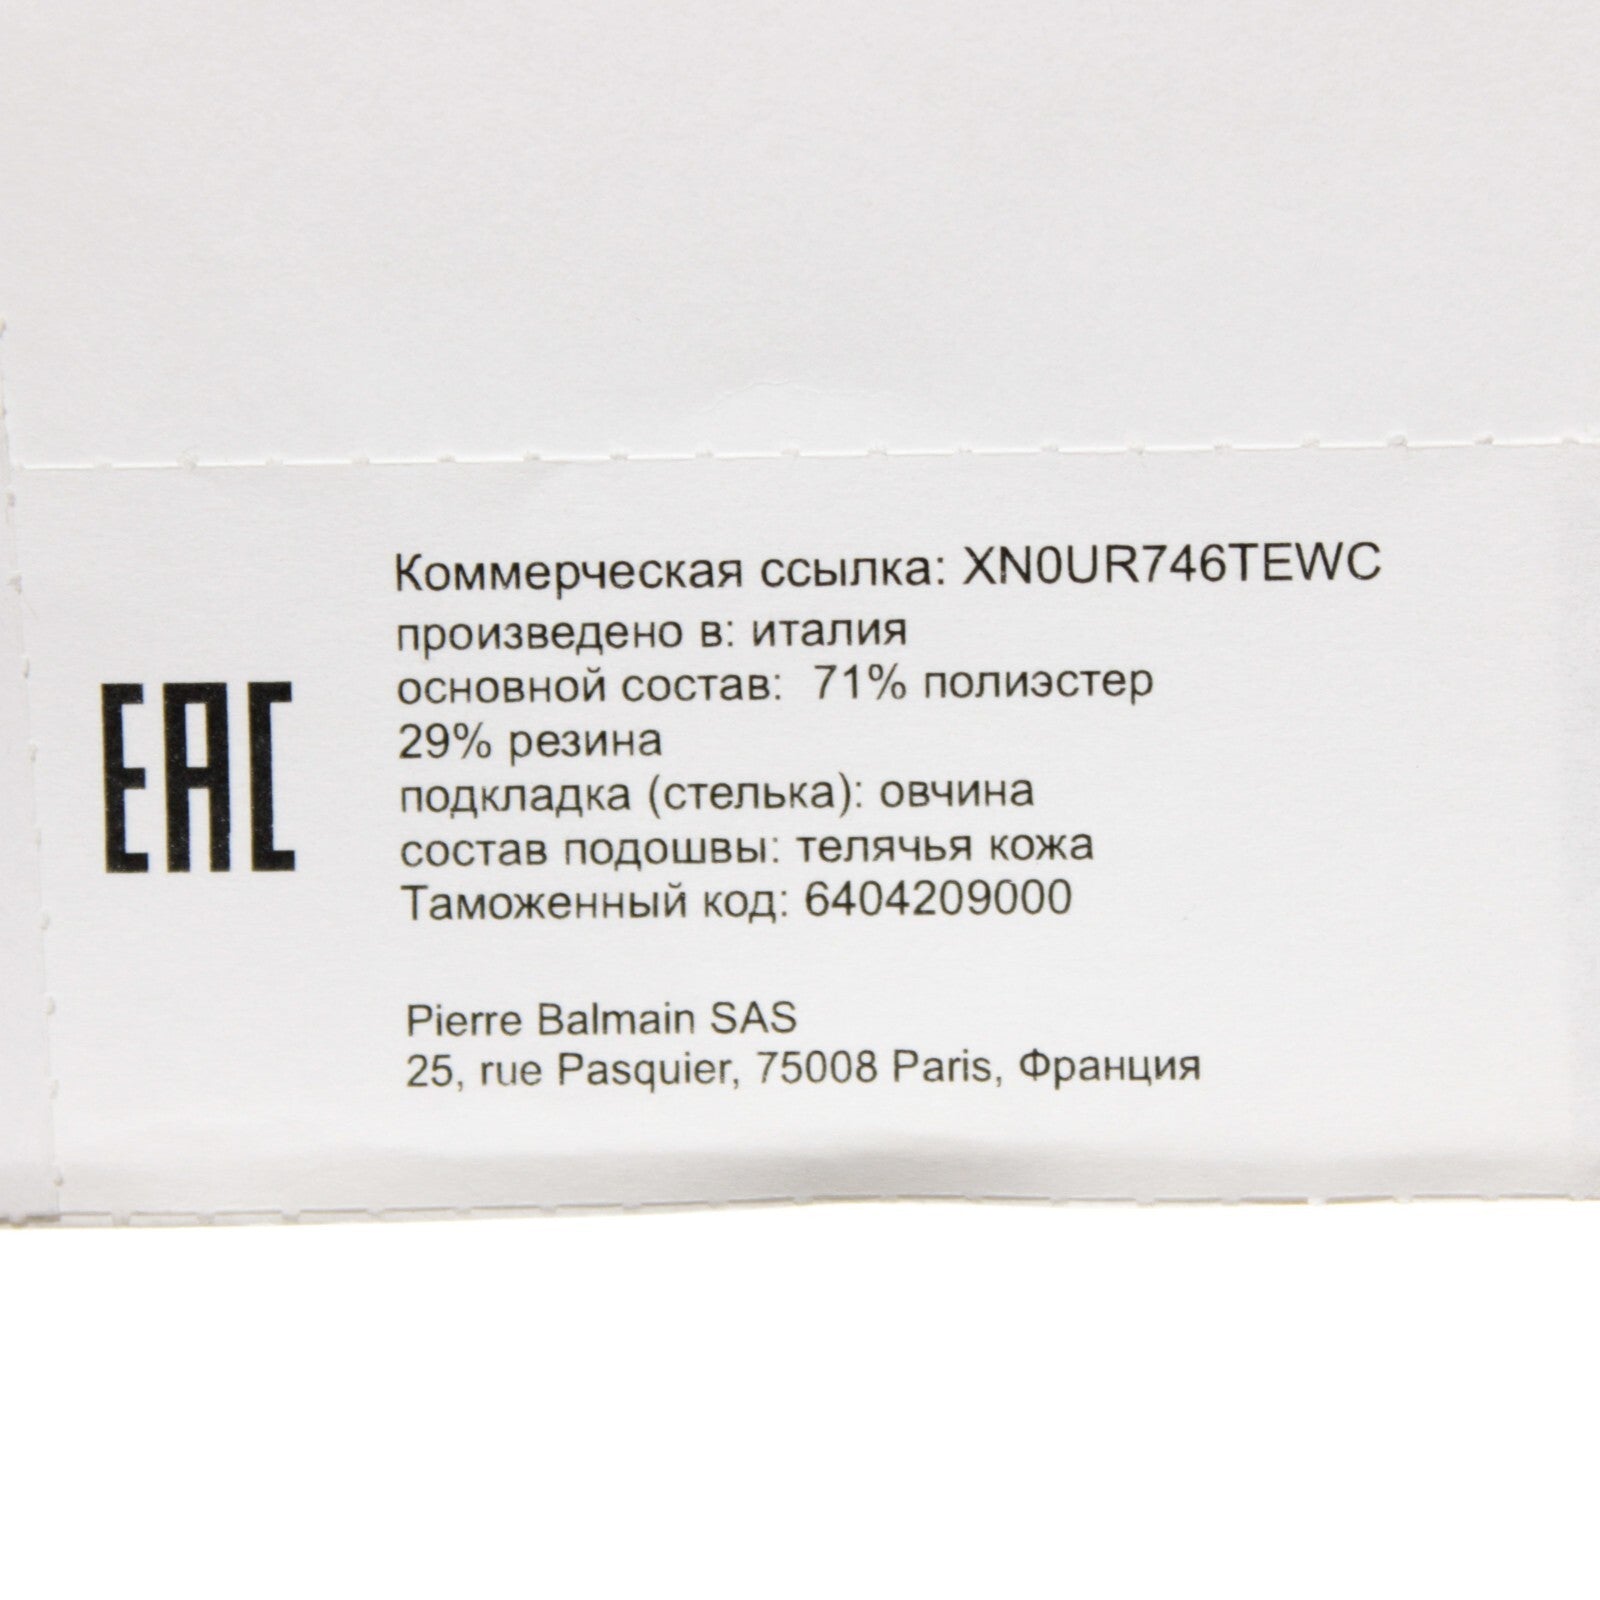 Коммерческая ссылка: XN0UR746TEWC
произведено в: италия
основной состав:  71% полиэстер
29% резина
подкладка (стелька): овчина
состав подошвы: телячья кожа
Таможенный код: 6404209000
EAC
Pierre Balmain SAS
25, rue Pasquier, 75008 Paris, Франция